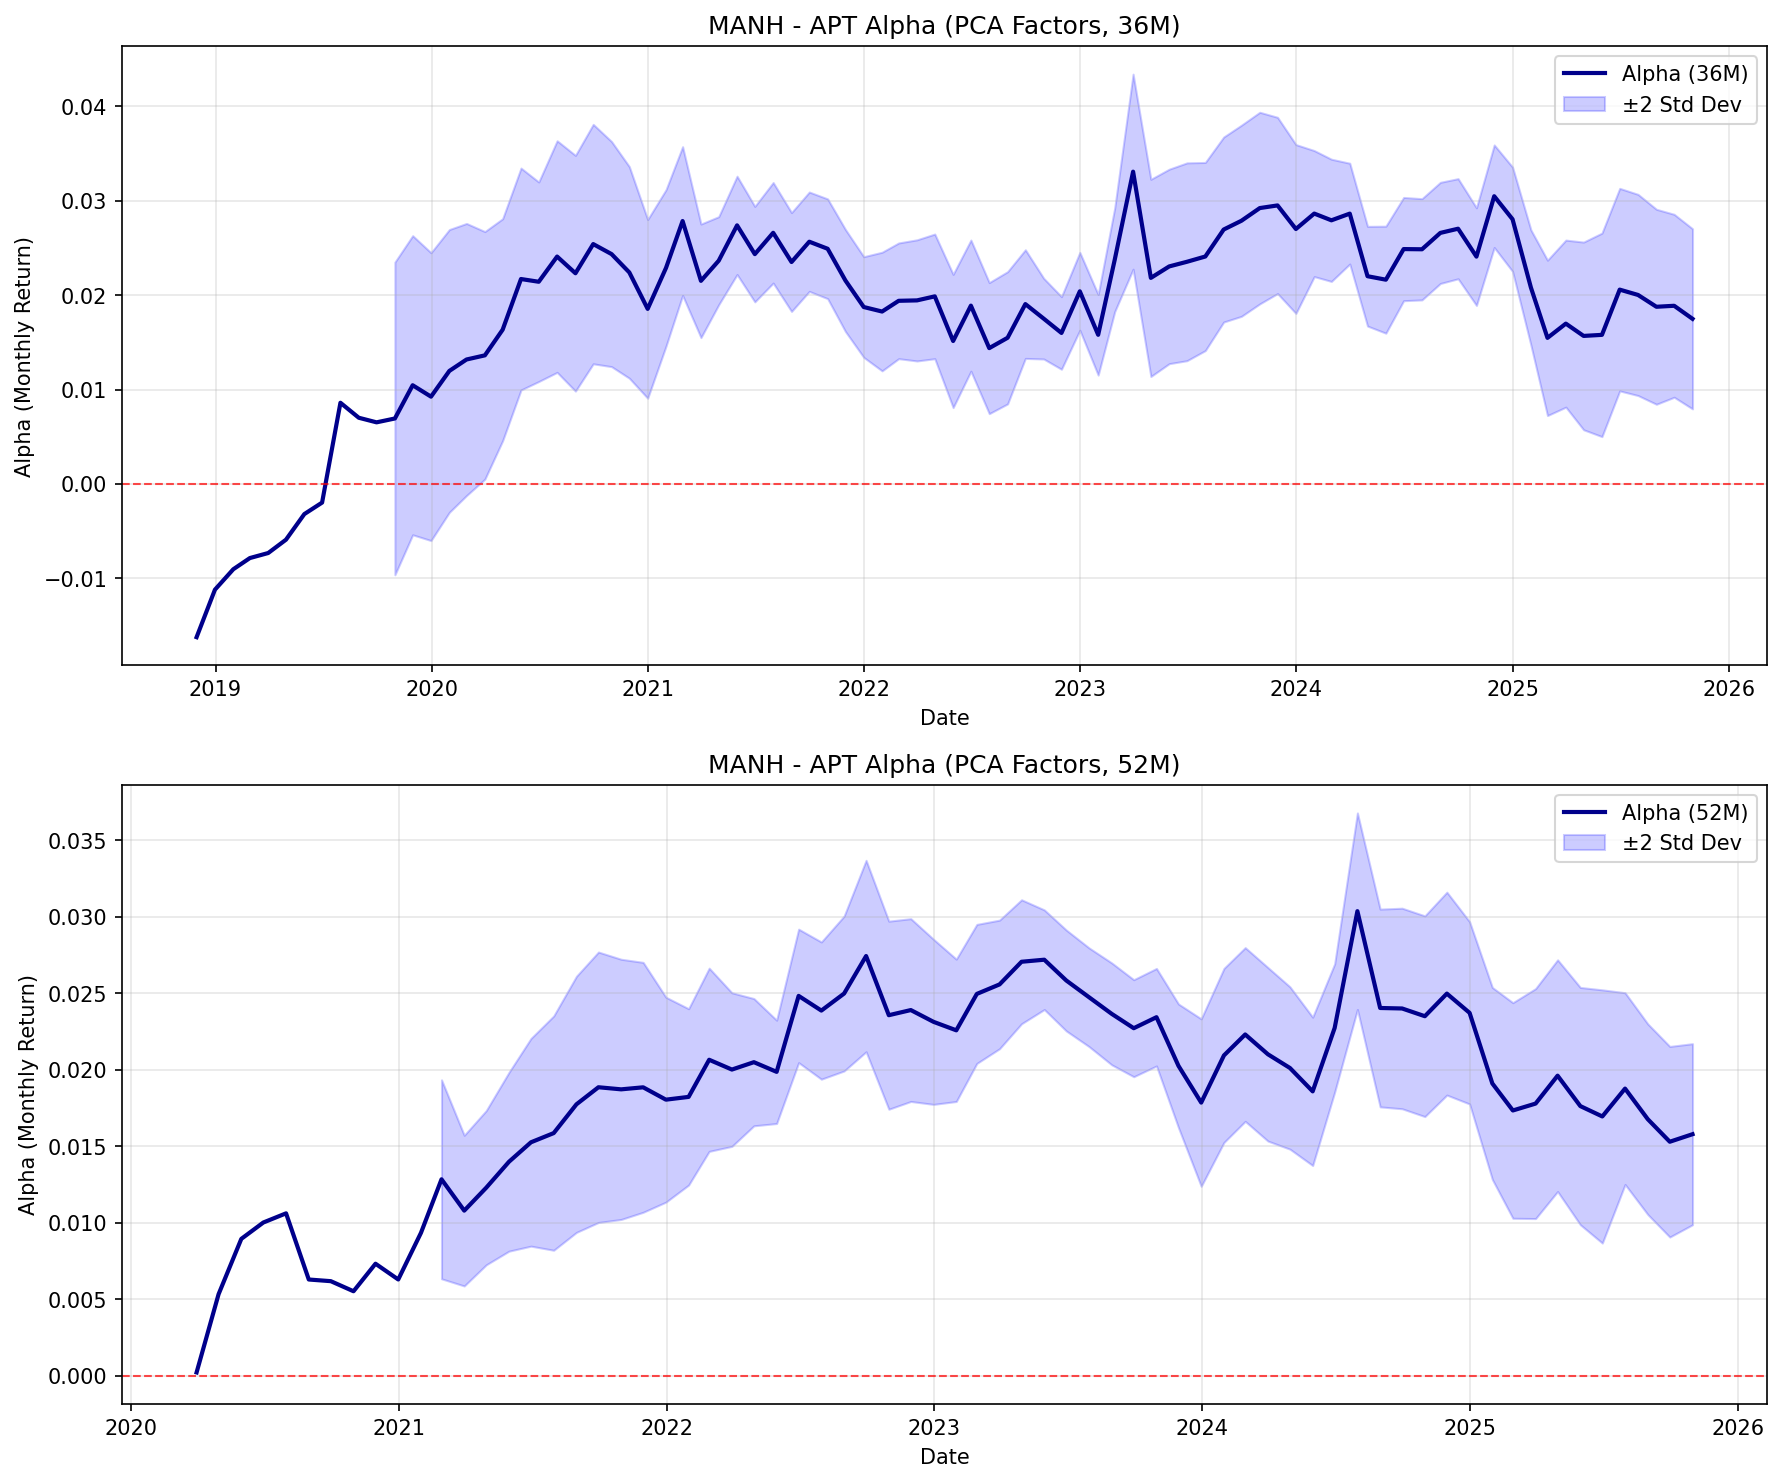 MANH - APT Alpha (PCA Factors, 36M)
Alpha (36M)
±2 Std Dev
Alpha (Monthly Return)
0.04
0.03
0.02
0.01
0.00
−0.01
2019 2020 2021 2022 2023 2024 2025 2026
Date
MANH - APT Alpha (PCA Factors, 52M)
Alpha (52M)
±2 Std Dev
Alpha (Monthly Return)
0.035
0.030
0.025
0.020
0.015
0.010
0.005
0.000
2020 2021 2022 2023 2024 2025 2026
Date